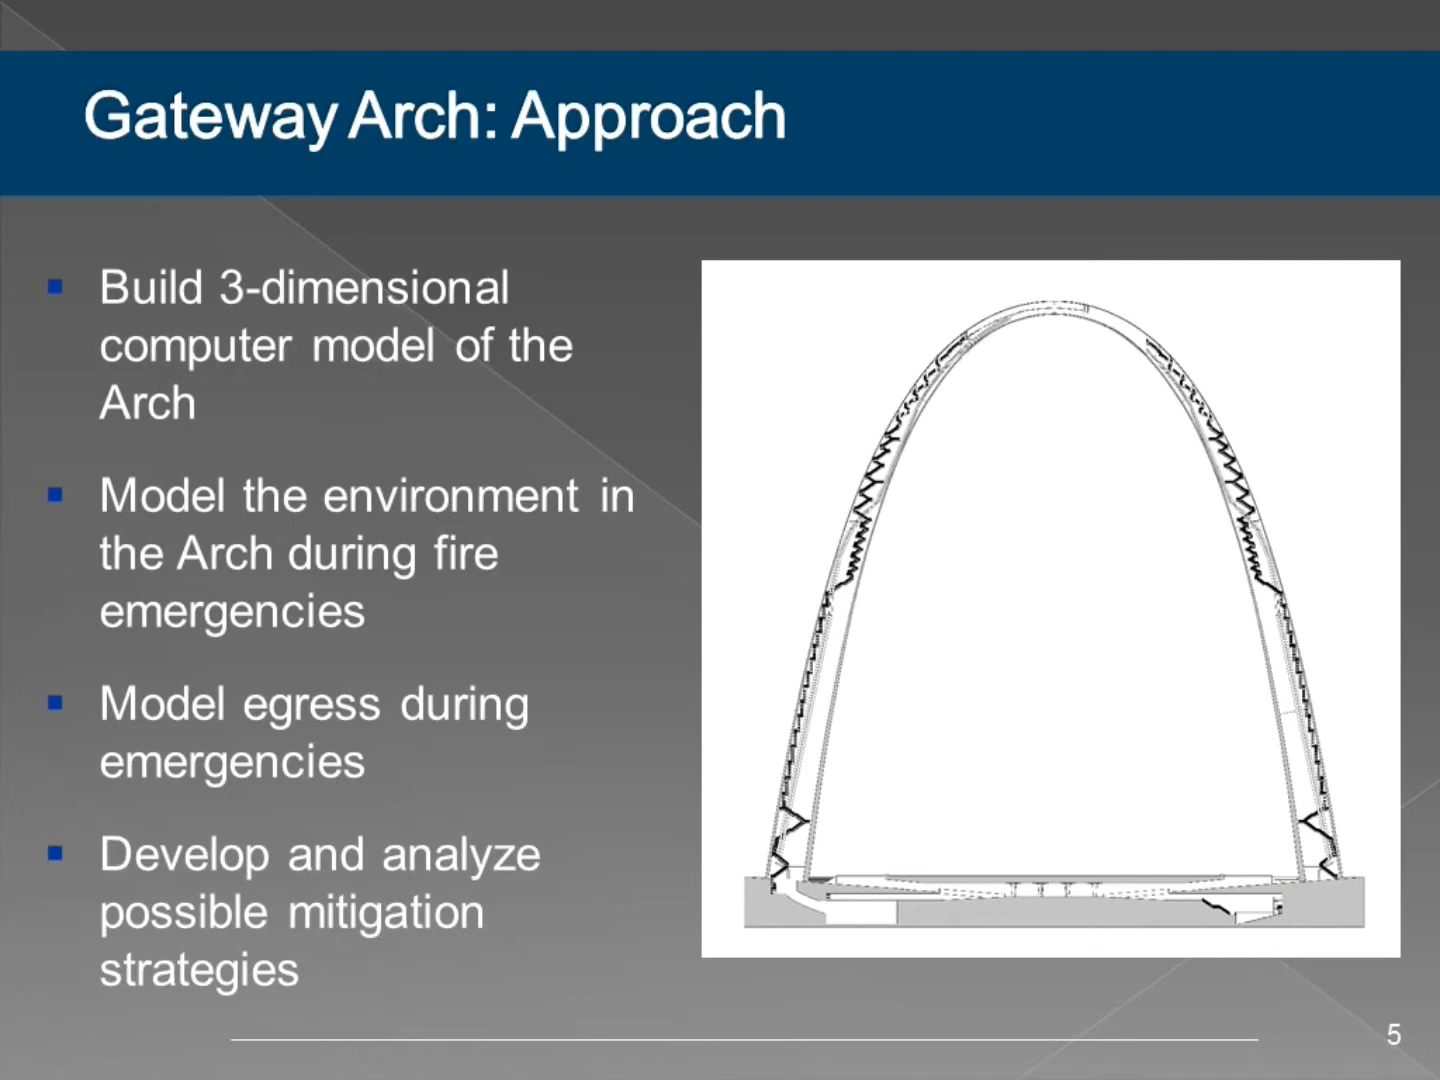 Gateway Arch: Approach
Build 3-dimensional
computer model of the
Arch
Model the environment in
the Arch during fire
emergencies
Model egress during
emergencies
Develop and analyze
possible mitigation
strategies
5